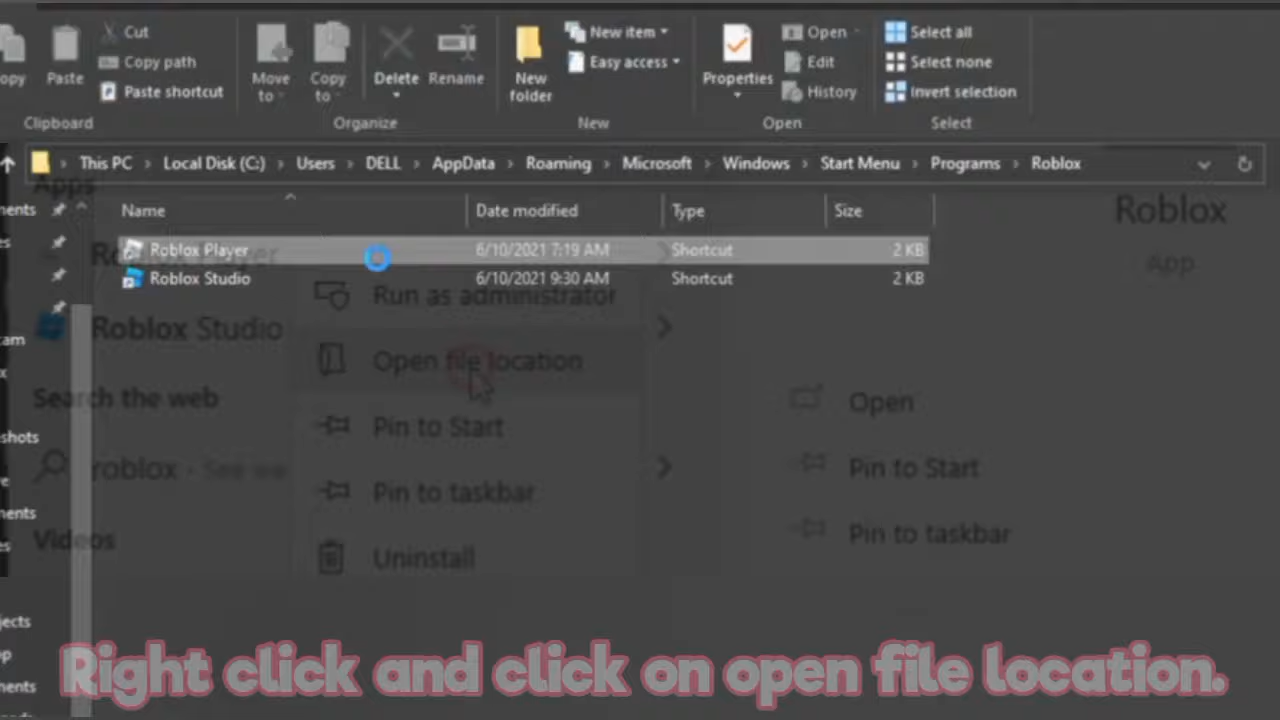 Cut
Copy path
Paste shortcut
Paste
Clipboard
Move to
Copy to
Delete
Rename
Organize
New folder
New item
Easy access
New
Properties
Open
Edit
History
Open
Select all
Select none
Invert selection
Select
This PC > Local Disk (C:) > Users > DELL > AppData > Roaming > Microsoft > Windows > Start Menu > Programs > Roblox
Name Date modified Type Size
Roblox Player 6/10/2021 7:19 AM Shortcut 2 KB
Roblox Studio 6/10/2021 9:30 AM Shortcut 2 KB
Apps
Roblox Player
Roblox Studio
Search the web
roblox - See we
Videos
Run as administrator
Open file location
Pin to Start
Pin to taskbar
Uninstall
Roblox
App
Open
Pin to Start
Pin to taskbar
Right click and click on open file location.